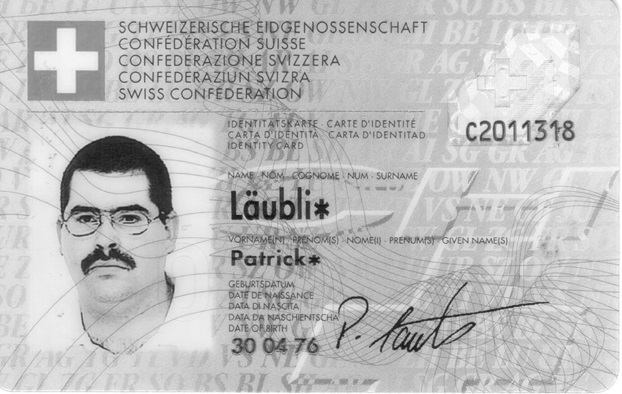 SCHWEIZERISCHE EIDGENOSSENSCHAFT
CONFÉDÉRATION SUISSE
CONFEDERAZIONE SVIZZERA
CONFEDERAZIUN SVIZRA
SWISS CONFEDERATION
IDENTITÄTSKARTE · CARTE D'IDENTITÉ
CARTA D'IDENTITÀ · CARTA D'IDENTITAD
IDENTITY CARD
C2011318
NAME · NOM · COGNOME · NUM · SURNAME
Läubli*
VORNAME(N) · PRÉNOM(S) · NOME(I) · PRENUM(S) · GIVEN NAME(S)
Patrick*
GEBURTSDATUM
DATE DE NAISSANCE
DATA DI NASCITA
DATA DA NASCHIENTSCHA
DATE OF BIRTH
30 04 76